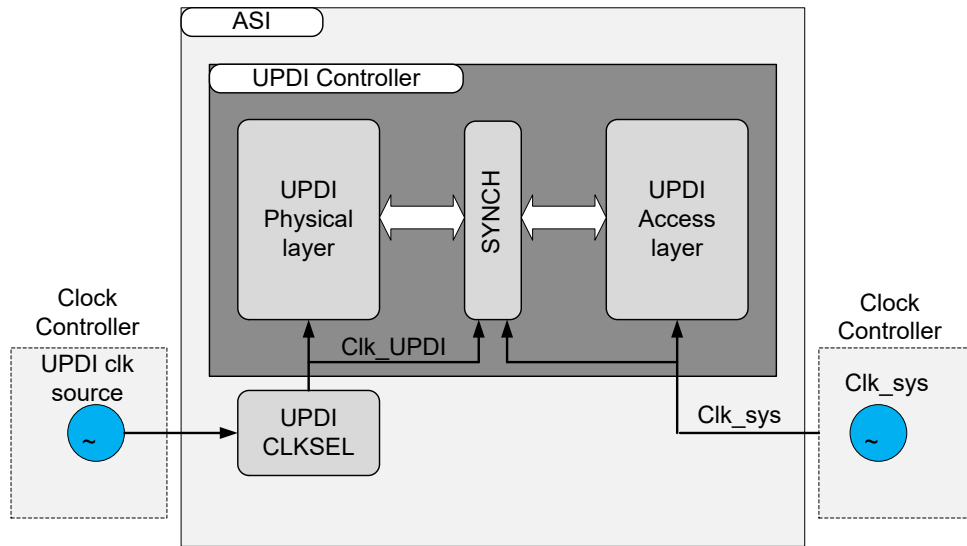 ASI
UPDI Controller
UPDI
Physical
layer
SYNCH
UPDI
Access
layer
Clock
Controller
UPDI clk
source
~
Clk_UPDI
UPDI
CLKSEL
Clk_sys
Clock
Controller
Clk_sys
~